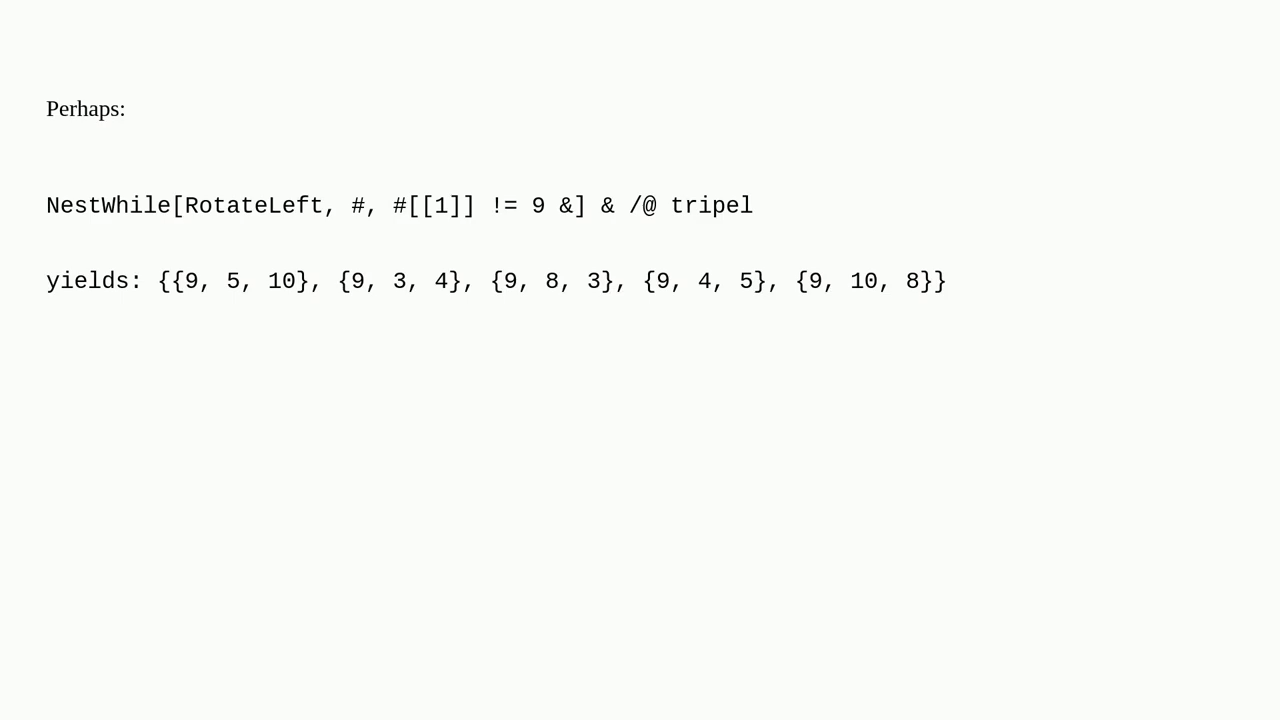 Perhaps:
NestWhile[RotateLeft, #, #[[1]] != 9 &] & /@ tripel
yields: {{9, 5, 10}, {9, 3, 4}, {9, 8, 3}, {9, 4, 5}, {9, 10, 8}}